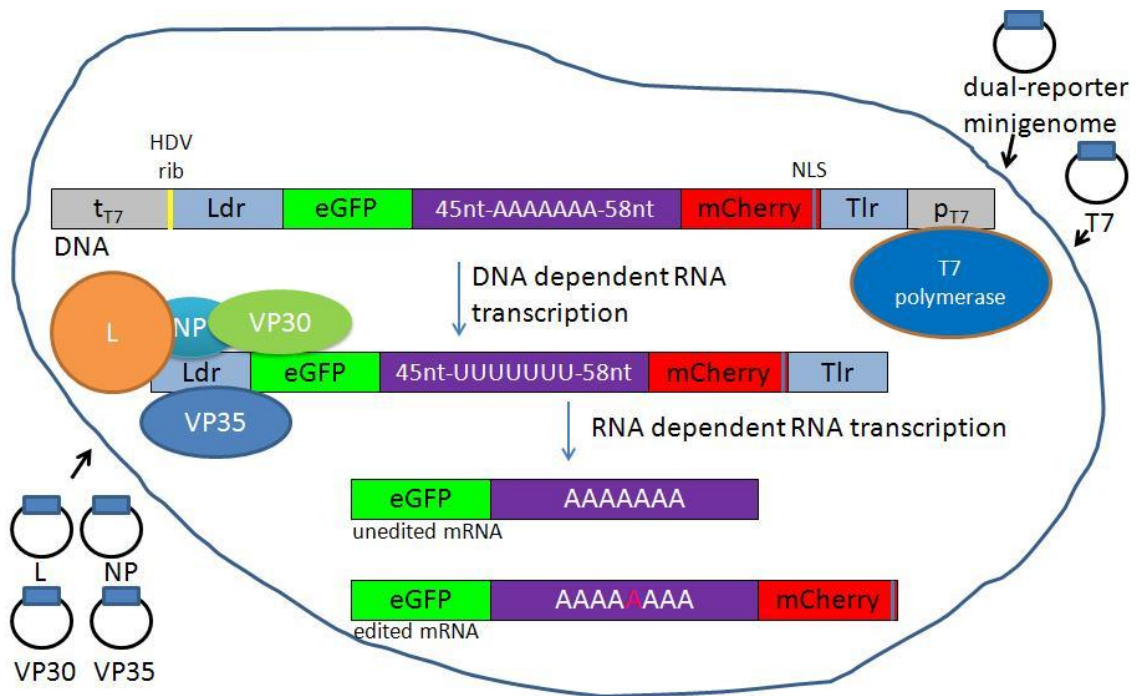 dual-reporter
minigenome
HDV
rib
NLS
T7
t_T7 Ldr eGFP 45nt-AAAAAAA-58nt mCherry Tlr p_T7
DNA
T7
polymerase
DNA dependent RNA
transcription
L
NP
VP30
Ldr eGFP 45nt-UUUUUUU-58nt mCherry Tlr
VP35
RNA dependent RNA transcription
eGFP AAAAAAA
unedited mRNA
eGFP AAAAAAAA mCherry
edited mRNA
L NP
VP30 VP35